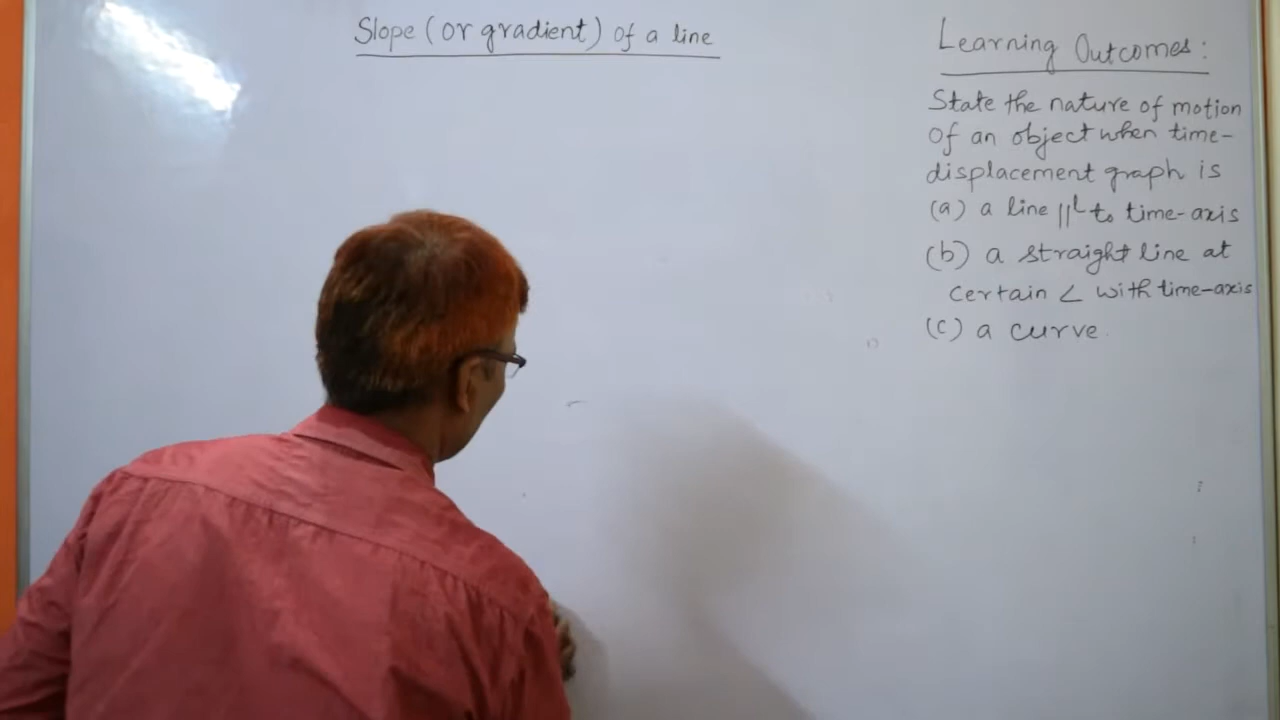 Slope (or gradient) of a line
Learning Outcomes:
State the nature of motion
Of an object when time-
displacement graph is
(a) a line ||ˡ to time-axis
(b) a straight line at
Certain ∠ with time-axis
(c) a curve.